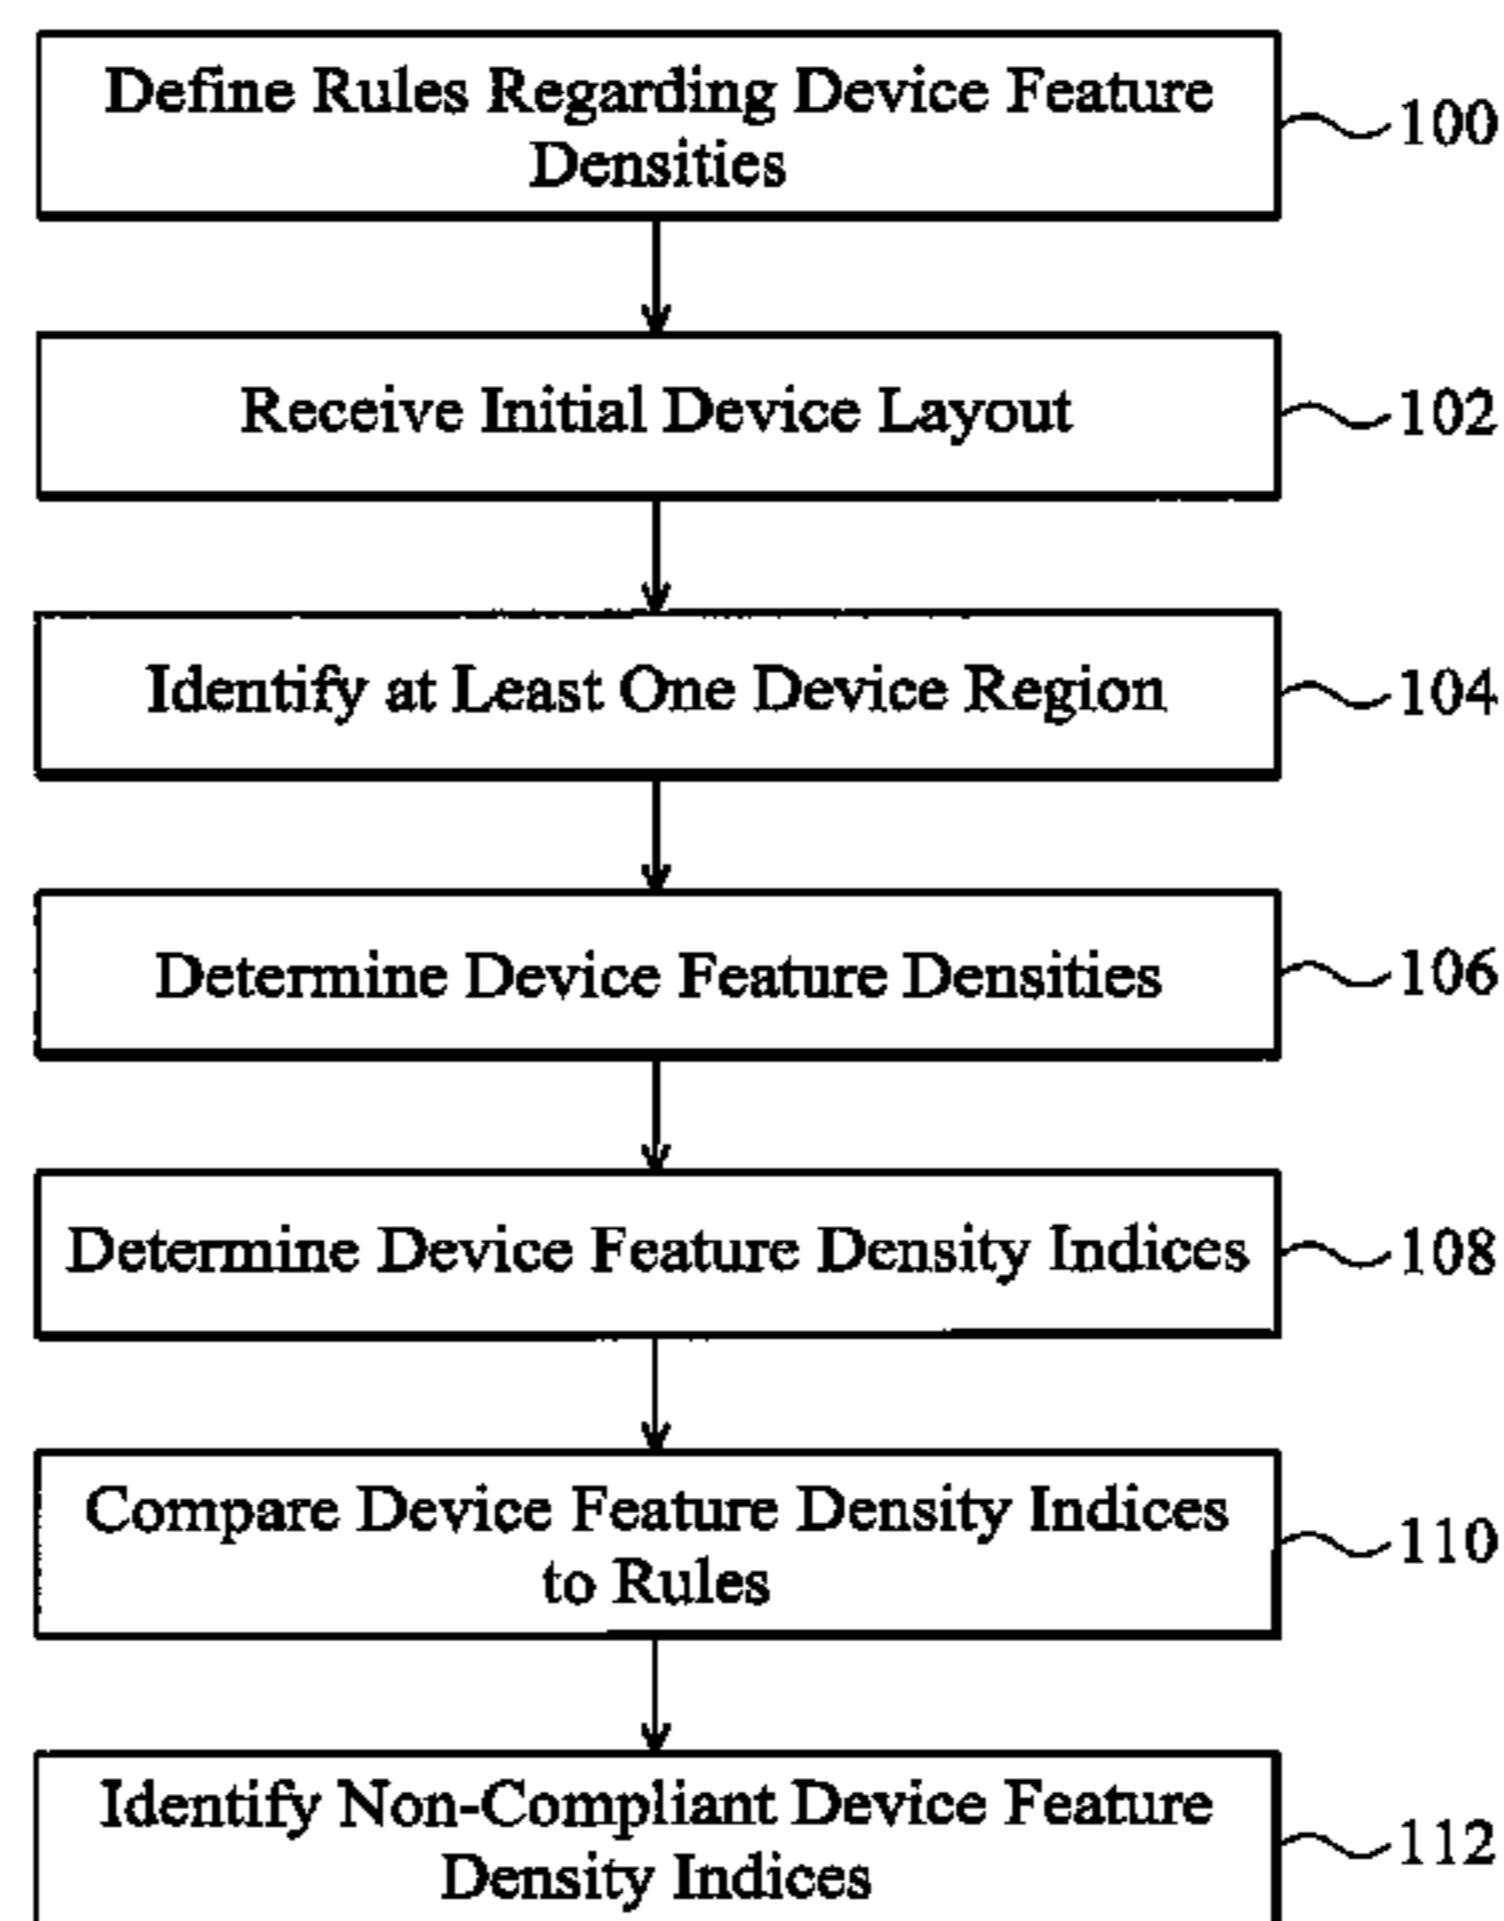 Define Rules Regarding Device Feature
Densities
100
Receive Initial Device Layout
102
Identify at Least One Device Region
104
Determine Device Feature Densities
106
Determine Device Feature Density Indices
108
Compare Device Feature Density Indices
to Rules
110
Identify Non-Compliant Device Feature
Density Indices
112